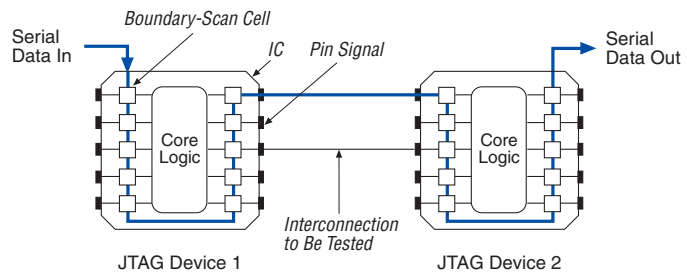 Boundary-Scan Cell
Serial
Data In
IC
Pin Signal
Serial
Data Out
Core
Logic
Core
Logic
Interconnection
to Be Tested
JTAG Device 1
JTAG Device 2